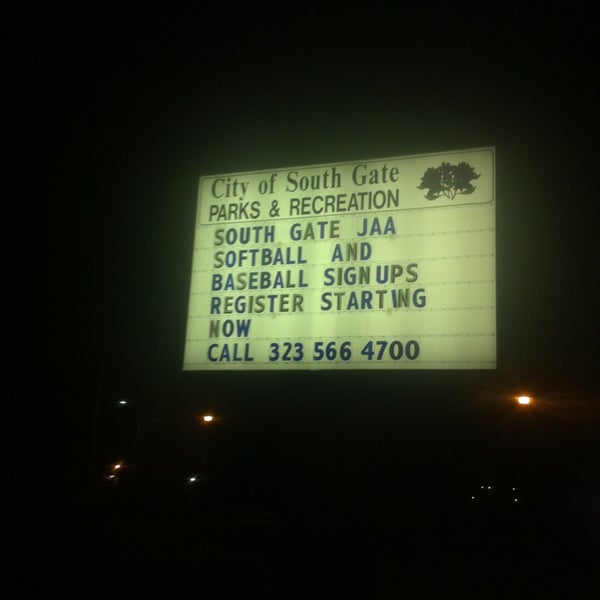 City of South Gate
PARKS & RECREATION
SOUTH GATE JAA
SOFTBALL AND
BASEBALL SIGNUPS
REGISTER STARTING
NOW
CALL 323 566 4700